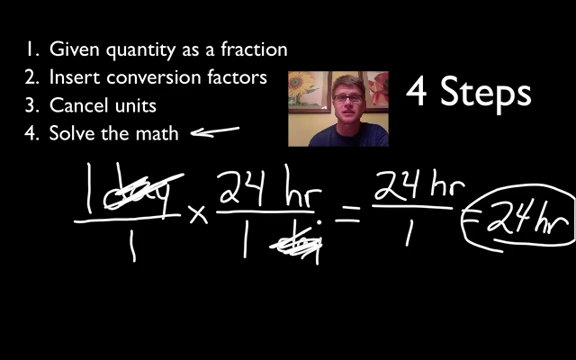 1. Given quantity as a fraction
2. Insert conversion factors
3. Cancel units
4. Solve the math
4 Steps
1 day/1 × 24 hr/1 day = 24 hr/1 = 24 hr